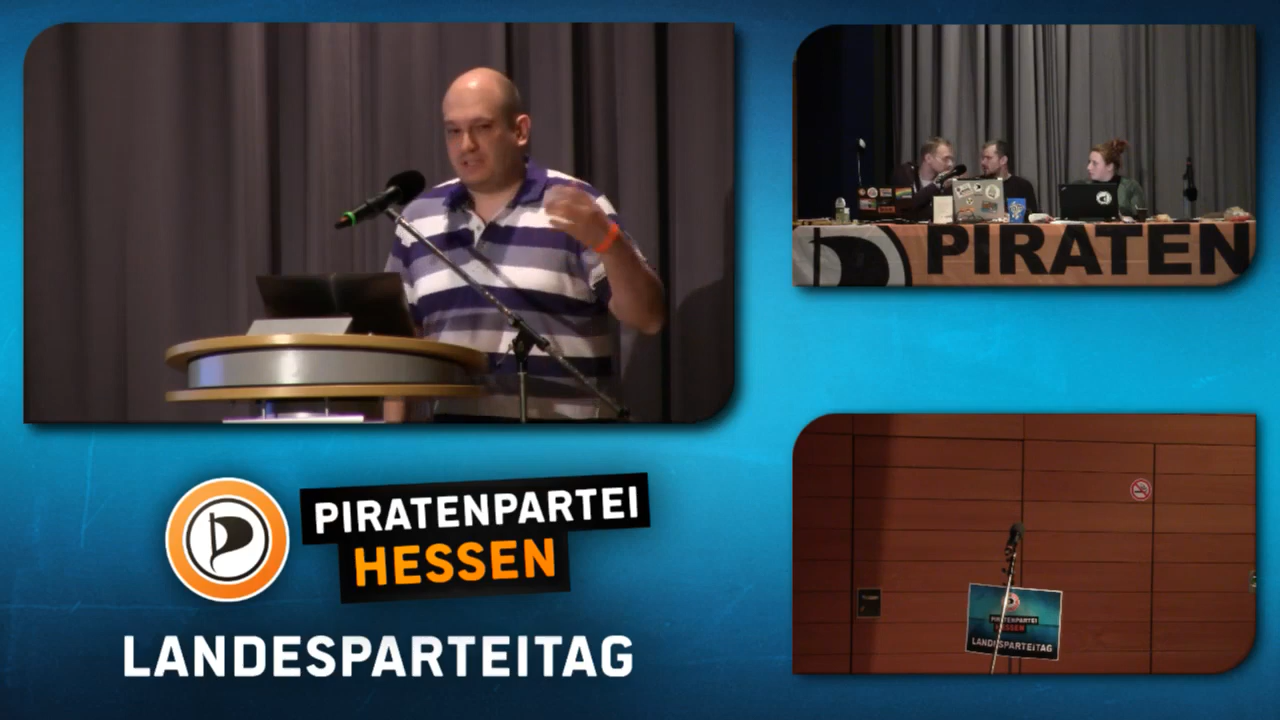 PIRATEN
PIRATENPARTEI
HESSEN
LANDESPARTEITAG
PIRATENPARTEI
HESSEN
LANDESPARTEITAG